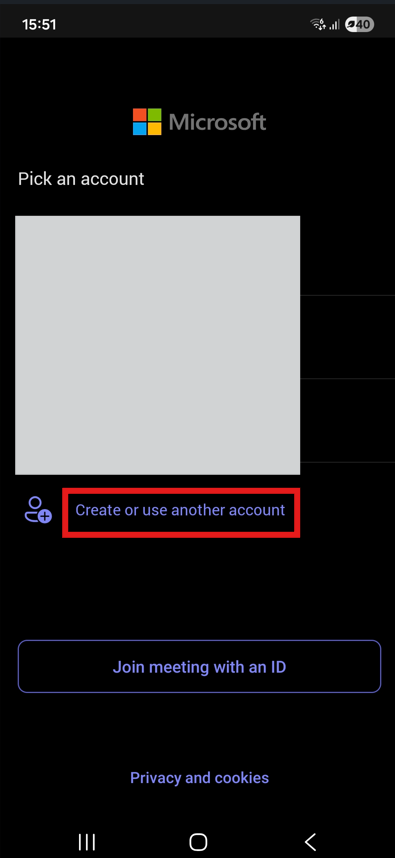 15:51
40
Microsoft
Pick an account
Create or use another account
Join meeting with an ID
Privacy and cookies